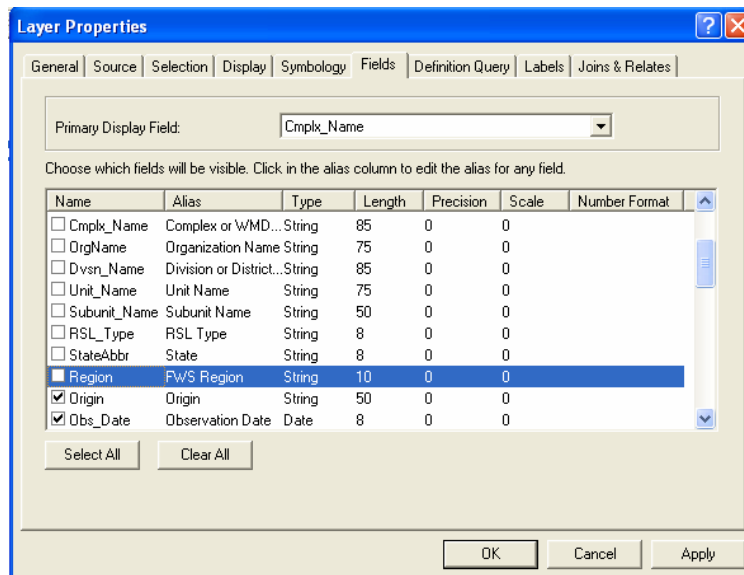 Layer Properties
General Source Selection Display Symbology Fields Definition Query Labels Joins & Relates
Primary Display Field: Cmplx_Name
Choose which fields will be visible. Click in the alias column to edit the alias for any field.
Name Alias Type Length Precision Scale Number Format
Cmplx_Name Complex or WMD... String 85 0 0
OrgName Organization Name String 75 0 0
Dvsn_Name Division or District... String 85 0 0
Unit_Name Unit Name String 75 0 0
Subunit_Name Subunit Name String 50 0 0
RSL_Type RSL Type String 8 0 0
StateAbbr State String 8 0 0
Region FWS Region String 10 0 0
Origin Origin String 50 0 0
Obs_Date Observation Date Date 8 0 0
Select All Clear All
OK Cancel Apply